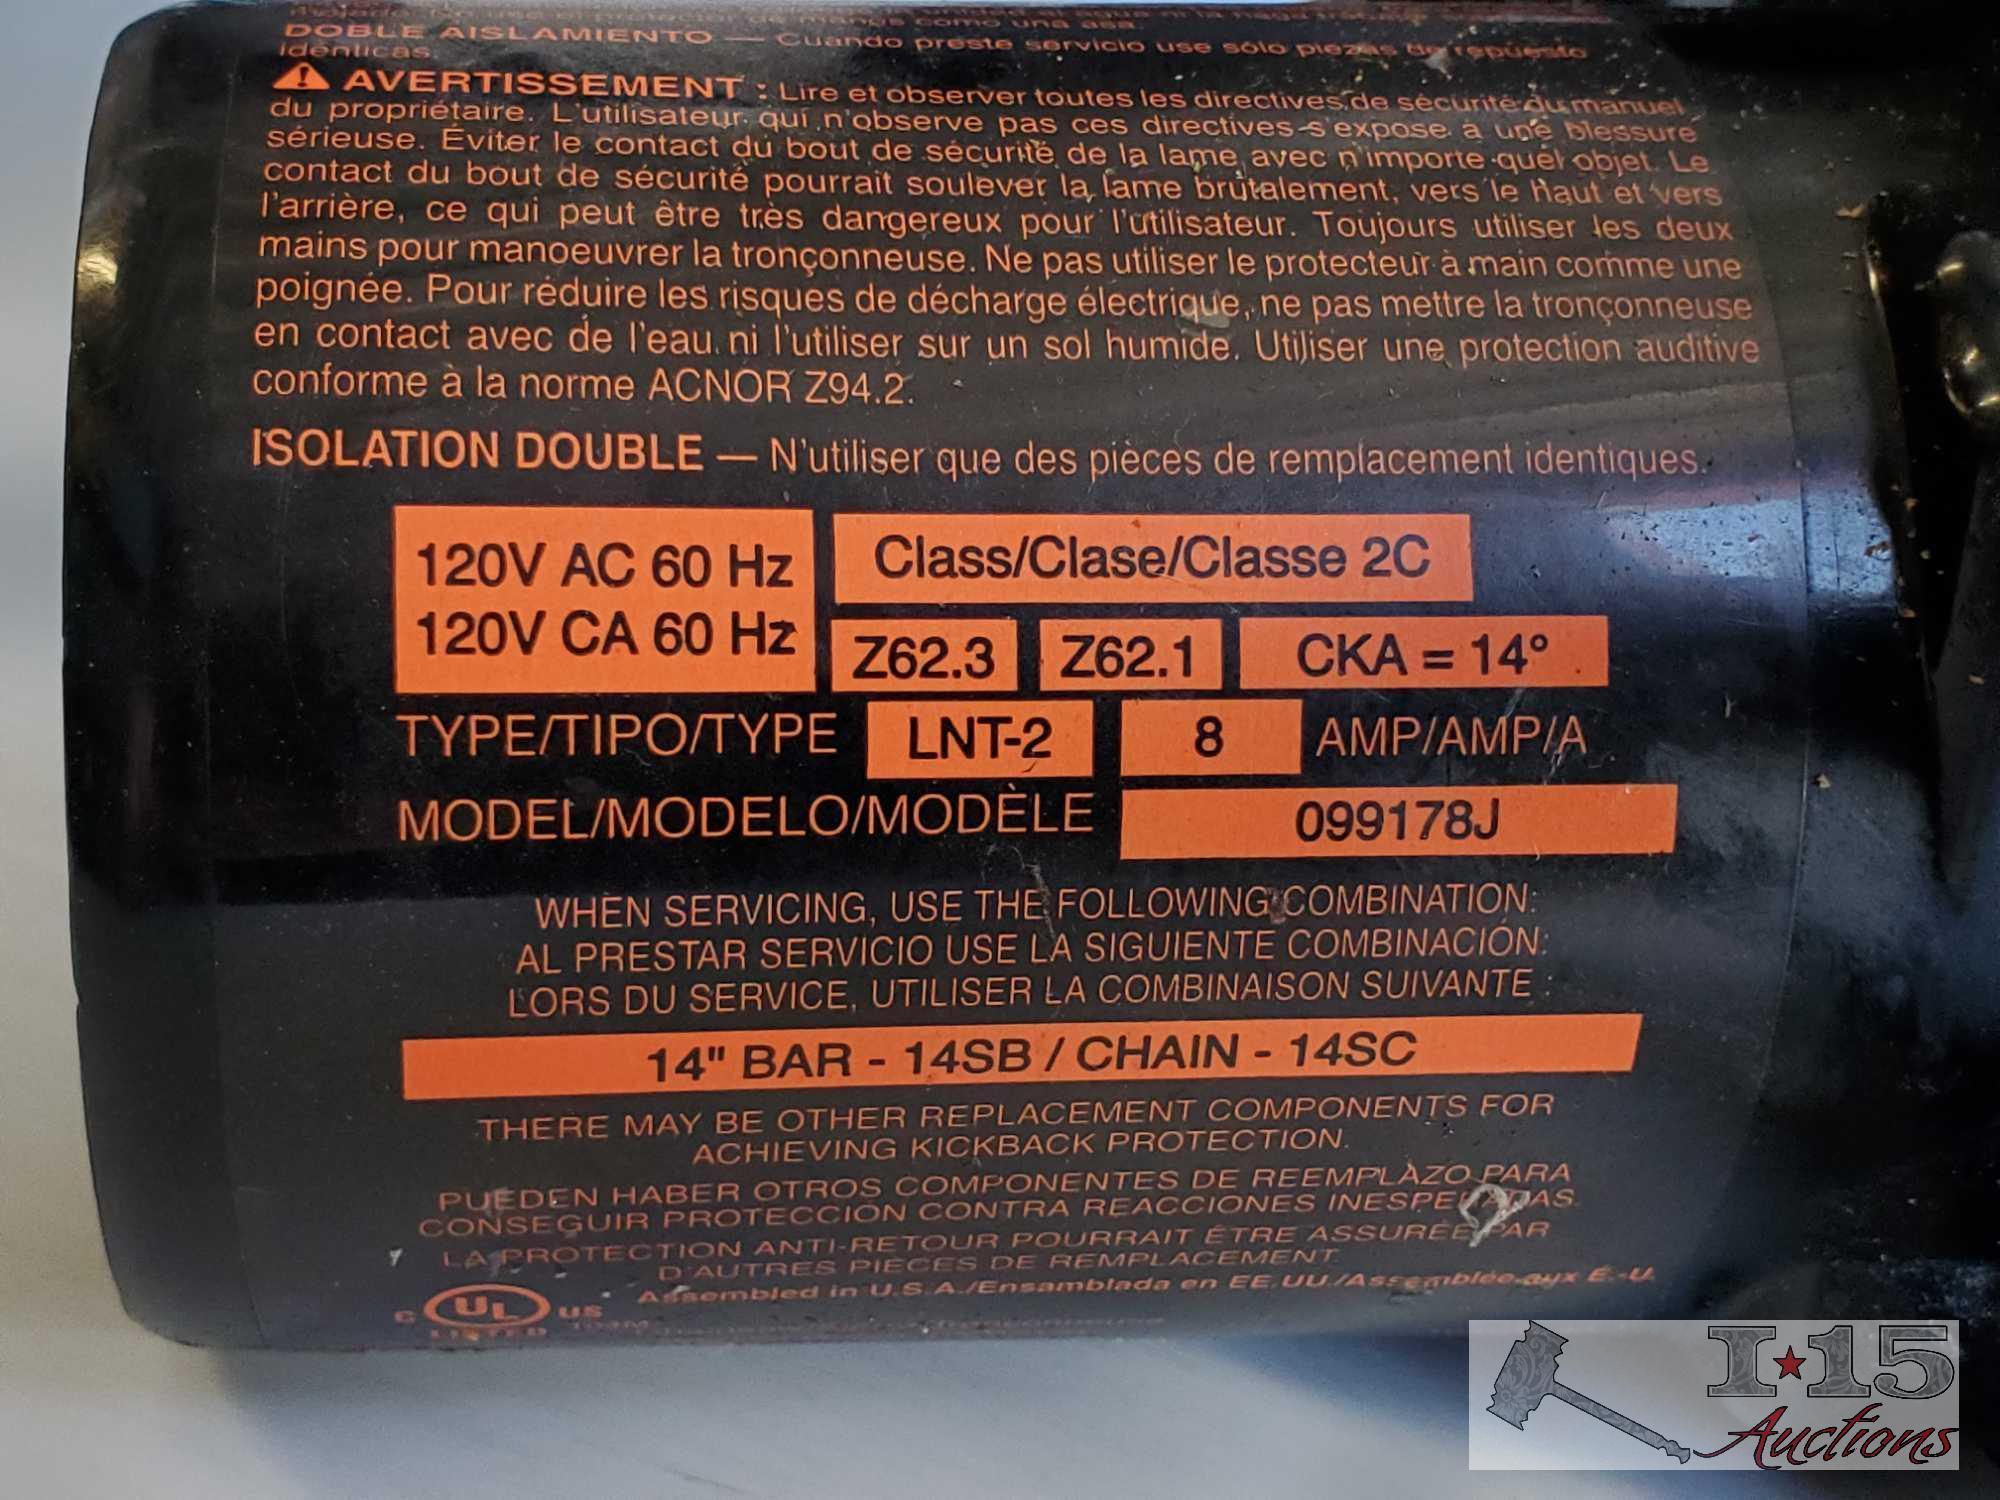 de manos como una asa.
DOBLE AISLAMIENTO — Cuando preste servicio use sólo piezas de repuesto
idénticas.
⚠ AVERTISSEMENT : Lire et observer toutes les directives de sécurité du manuel
du propriétaire. L'utilisateur qui n'observe pas ces directives s'expose à une blessure
sérieuse. Éviter le contact du bout de sécurité de la lame avec n'importe quel objet. Le
contact du bout de sécurité pourrait soulever la lame brutalement, vers le haut et vers
l'arrière, ce qui peut être très dangereux pour l'utilisateur. Toujours utiliser les deux
mains pour manoeuvrer la tronçonneuse. Ne pas utiliser le protecteur à main comme une
poignée. Pour réduire les risques de décharge électrique, ne pas mettre la tronçonneuse
en contact avec de l'eau ni l'utiliser sur un sol humide. Utiliser une protection auditive
conforme à la norme ACNOR Z94.2.
ISOLATION DOUBLE — N'utiliser que des pièces de remplacement identiques.
120V AC 60 Hz
120V CA 60 Hz
Class/Clase/Classe 2C
Z62.3 Z62.1 CKA = 14°
TYPE/TIPO/TYPE LNT-2 8 AMP/AMP/A
MODEL/MODELO/MODÈLE 099178J
WHEN SERVICING, USE THE FOLLOWING COMBINATION:
AL PRESTAR SERVICIO USE LA SIGUIENTE COMBINACIÓN:
LORS DU SERVICE, UTILISER LA COMBINAISON SUIVANTE :
14" BAR - 14SB / CHAIN - 14SC
THERE MAY BE OTHER REPLACEMENT COMPONENTS FOR
ACHIEVING KICKBACK PROTECTION.
PUEDEN HABER OTROS COMPONENTES DE REEMPLAZO PARA
CONSEGUIR PROTECCIÓN CONTRA REACCIONES INESPERADAS.
LA PROTECTION ANTI-RETOUR POURRAIT ÊTRE ASSURÉE PAR
D'AUTRES PIÈCES DE REMPLACEMENT.
Assembled in U.S.A./Ensamblada en EE.UU./Assemblée aux É.-U.
C UL US
LISTED
I·15
Auctions